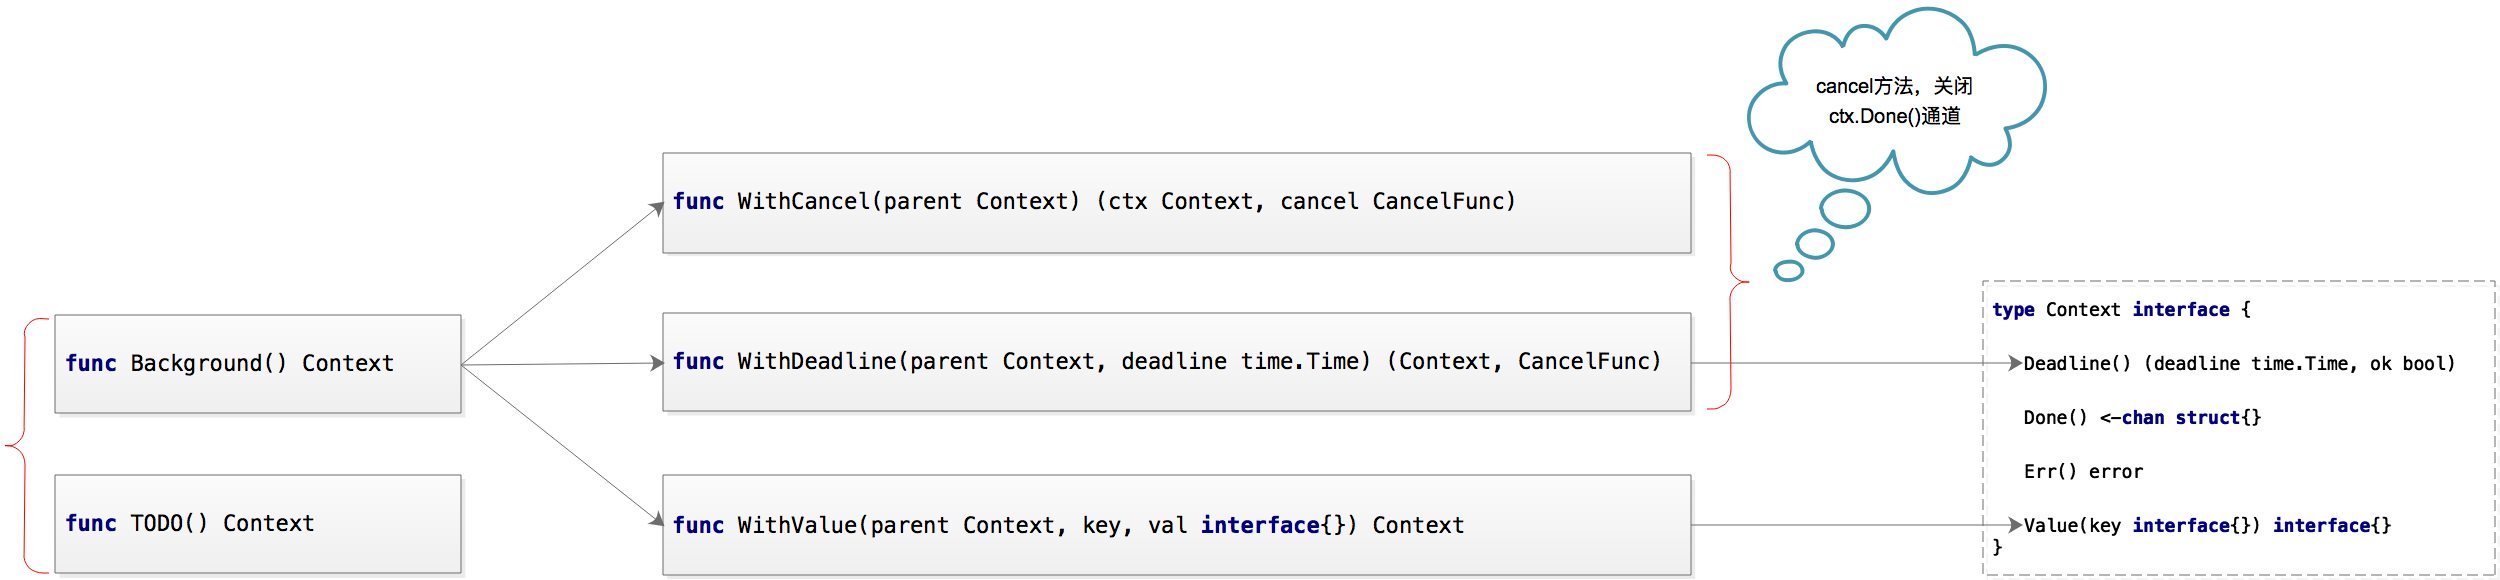 cancel方法，关闭
ctx.Done()通道
func WithCancel(parent Context) (ctx Context, cancel CancelFunc)
func Background() Context
func WithDeadline(parent Context, deadline time.Time) (Context, CancelFunc)
func TODO() Context
func WithValue(parent Context, key, val interface{}) Context
type Context interface {
Deadline() (deadline time.Time, ok bool)
Done() <-chan struct{}
Err() error
Value(key interface{}) interface{}
}